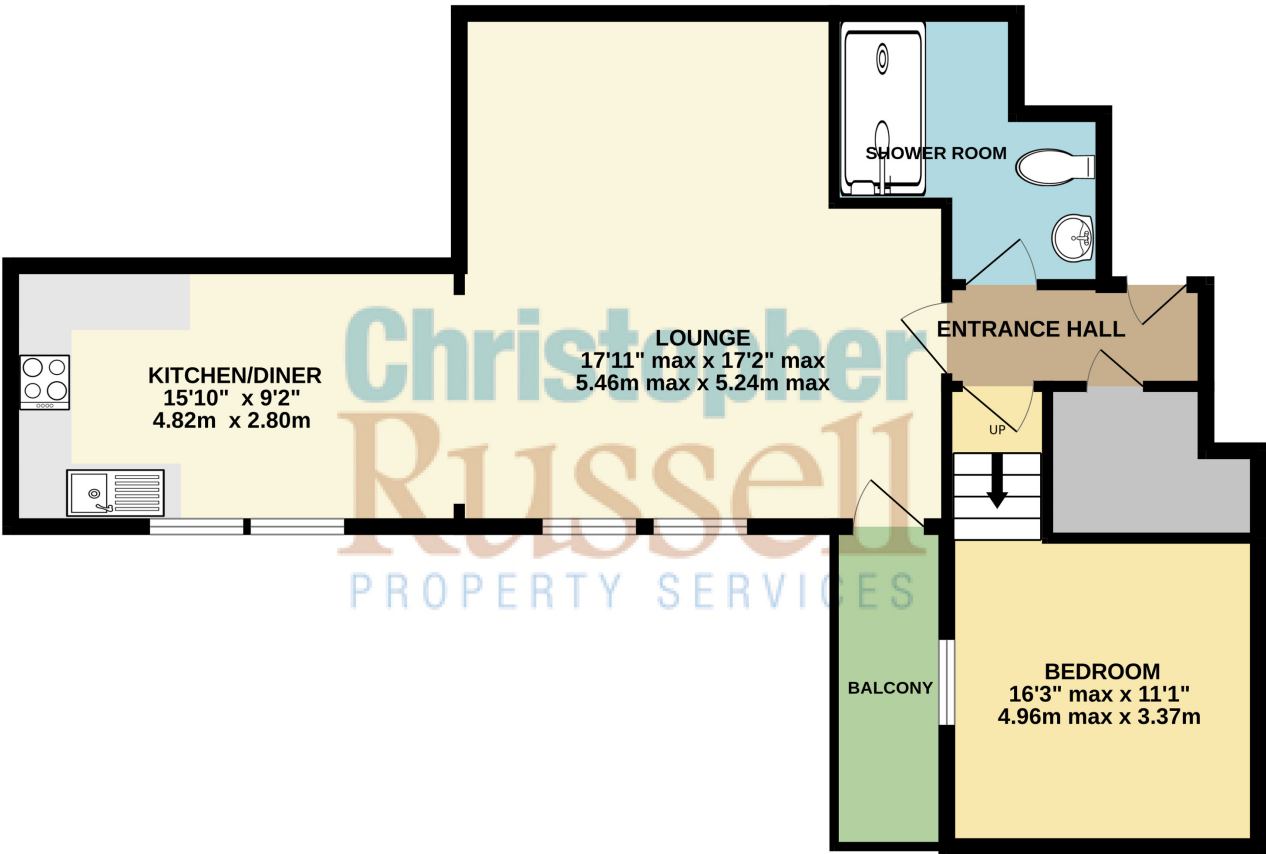 SHOWER ROOM
Christopher
Russell
PROPERTY SERVICES
ENTRANCE HALL
LOUNGE
17'11" max x 17'2" max
5.46m max x 5.24m max
KITCHEN/DINER
15'10" x 9'2"
4.82m x 2.80m
UP
BALCONY
BEDROOM
16'3" max x 11'1"
4.96m max x 3.37m